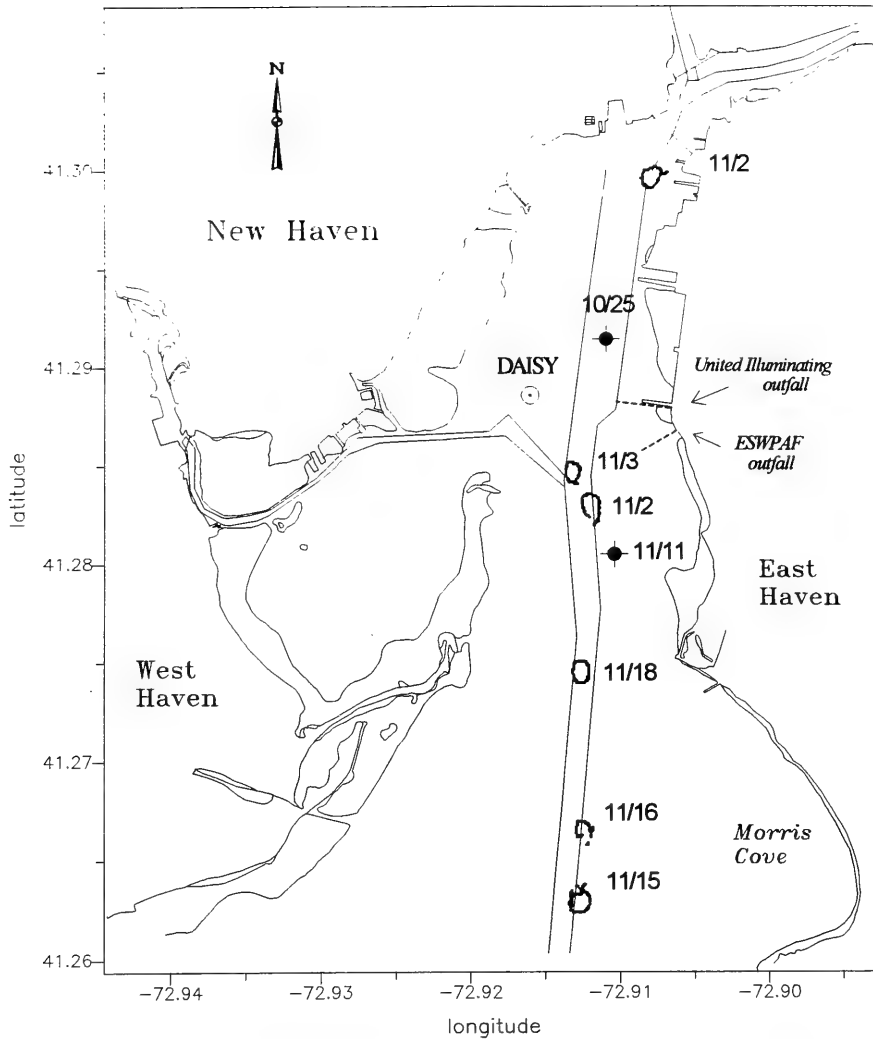 N
11/2
41.30
New Haven
10/25
41.29
DAISY
United Illuminating
outfall
ESWPAF
outfall
11/3
11/2
latitude
41.28
11/11
East
Haven
West
Haven
11/18
41.27
11/16
Morris
Cove
11/15
41.26
-72.94
-72.93
-72.92
-72.91
-72.90
longitude